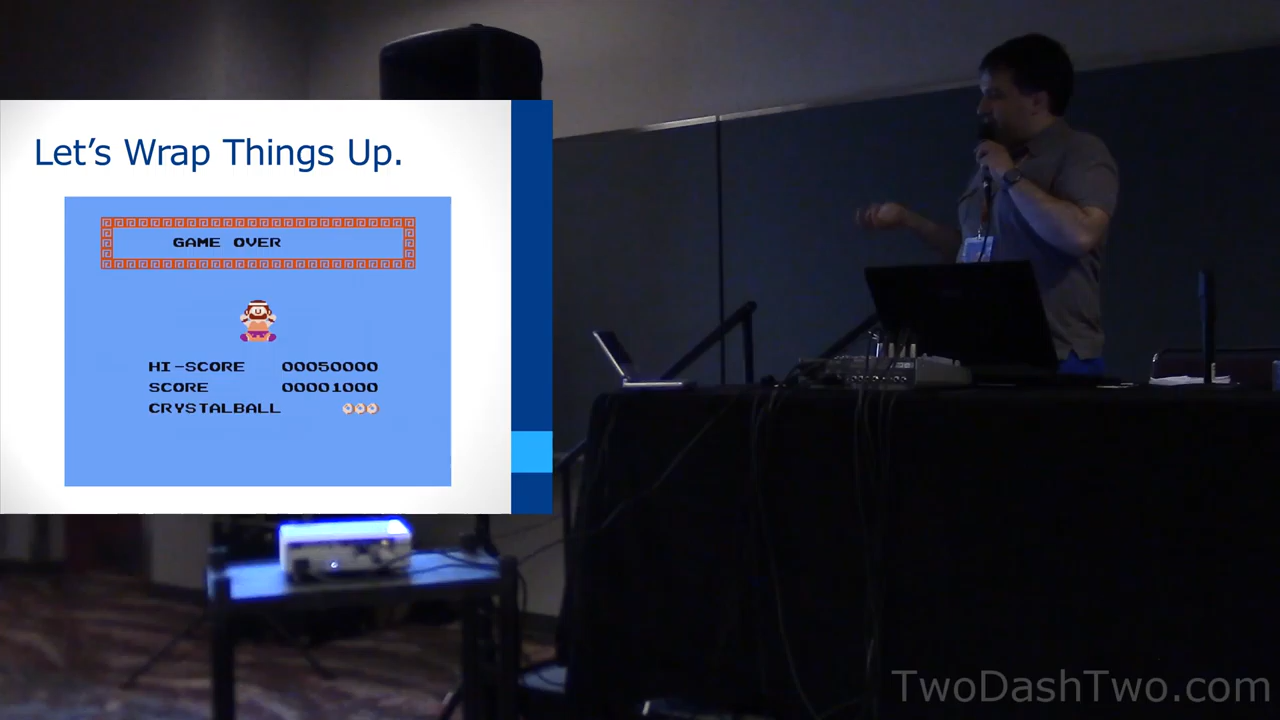 Let's Wrap Things Up.
GAME OVER
HI-SCORE 00050000
SCORE 00001000
CRYSTALBALL
TwoDashTwo.com